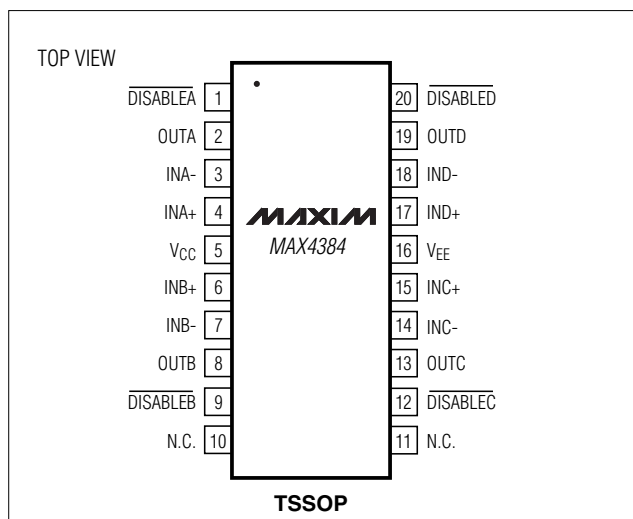 TOP VIEW
DISABLEA 1
OUTA 2
INA- 3
INA+ 4
VCC 5
INB+ 6
INB- 7
OUTB 8
DISABLEB 9
N.C. 10
MAXIM
MAX4384
20 DISABLED
19 OUTD
18 IND-
17 IND+
16 VEE
15 INC+
14 INC-
13 OUTC
12 DISABLEC
11 N.C.
TSSOP